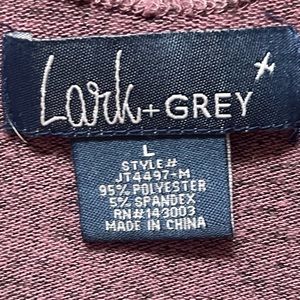 Lark + GREY
L
STYLE#
JT4497-M
95% POLYESTER
5% SPANDEX
RN#143003
MADE IN CHINA